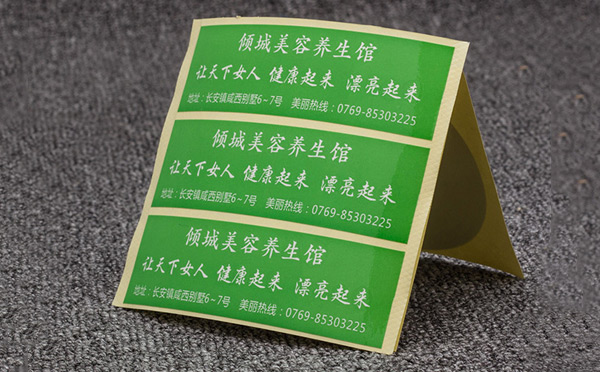 倾城美容养生馆
让天下女人 健康起来 漂亮起来
地址：长安镇咸西别墅6~7号 美丽热线：0769-85303225
倾城美容养生馆
让天下女人 健康起来 漂亮起来
地址：长安镇咸西别墅6~7号 美丽热线：0769-85303225
倾城美容养生馆
让天下女人 健康起来 漂亮起来
地址：长安镇咸西别墅6~7号 美丽热线：0769-85303225